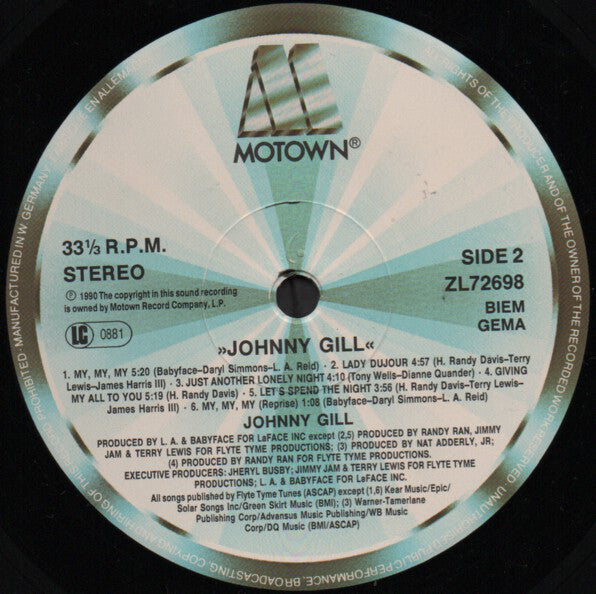 MOTOWN®
33⅓ R.P.M.
STEREO
SIDE 2
ZL72698
BIEM
GEMA
℗ 1990 The copyright in this sound recording
is owned by Motown Record Company, L.P.
LC 0881
»JOHNNY GILL«
1. MY, MY, MY 5:20 (Babyface–Daryl Simmons–L. A. Reid) · 2. LADY DUJOUR 4:57 (H. Randy Davis–Terry
Lewis–James Harris III) · 3. JUST ANOTHER LONELY NIGHT 4:10 (Tony Wells–Dianne Quander) · 4. GIVING
MY ALL TO YOU 5:19 (H. Randy Davis) · 5. LET´S SPEND THE NIGHT 3:56 (H. Randy Davis–Terry Lewis–
James Harris III) · 6. MY, MY, MY (Reprise) 1:08 (Babyface–Daryl Simmons–L. A. Reid)
JOHNNY GILL
PRODUCED BY L. A. & BABYFACE FOR LaFACE INC except (2,5) PRODUCED BY RANDY RAN, JIMMY
JAM & TERRY LEWIS FOR FLYTE TYME PRODUCTIONS; (3) PRODUCED BY NAT ADDERLY, JR;
(4) PRODUCED BY RANDY RAN FOR FLYTE TYME PRODUCTIONS.
EXECUTIVE PRODUCERS: JHERYL BUSBY; JIMMY JAM & TERRY LEWIS FOR FLYTE TYME
PRODUCTIONS; L. A. & BABYFACE FOR LaFACE INC.
All songs published by Flyte Tyme Tunes (ASCAP) except (1,6) Kear Music/Epic/
Solar Songs Inc/Green Skirt Music (BMI); (3) Warner-Tamerlane
Publishing Corp/Advansus Music Publishing/WB Music
Corp/DQ Music (BMI/ASCAP)
ALL RIGHTS OF THE PRODUCER AND OF THE OWNER OF THE RECORDED WORK RESERVED. PUBLIC PERFORMANCE, BROADCASTING, COPYING AND HIRING OF THE PROHIBITED. MANUFACTURED IN W. GERMANY EN ALLEMA